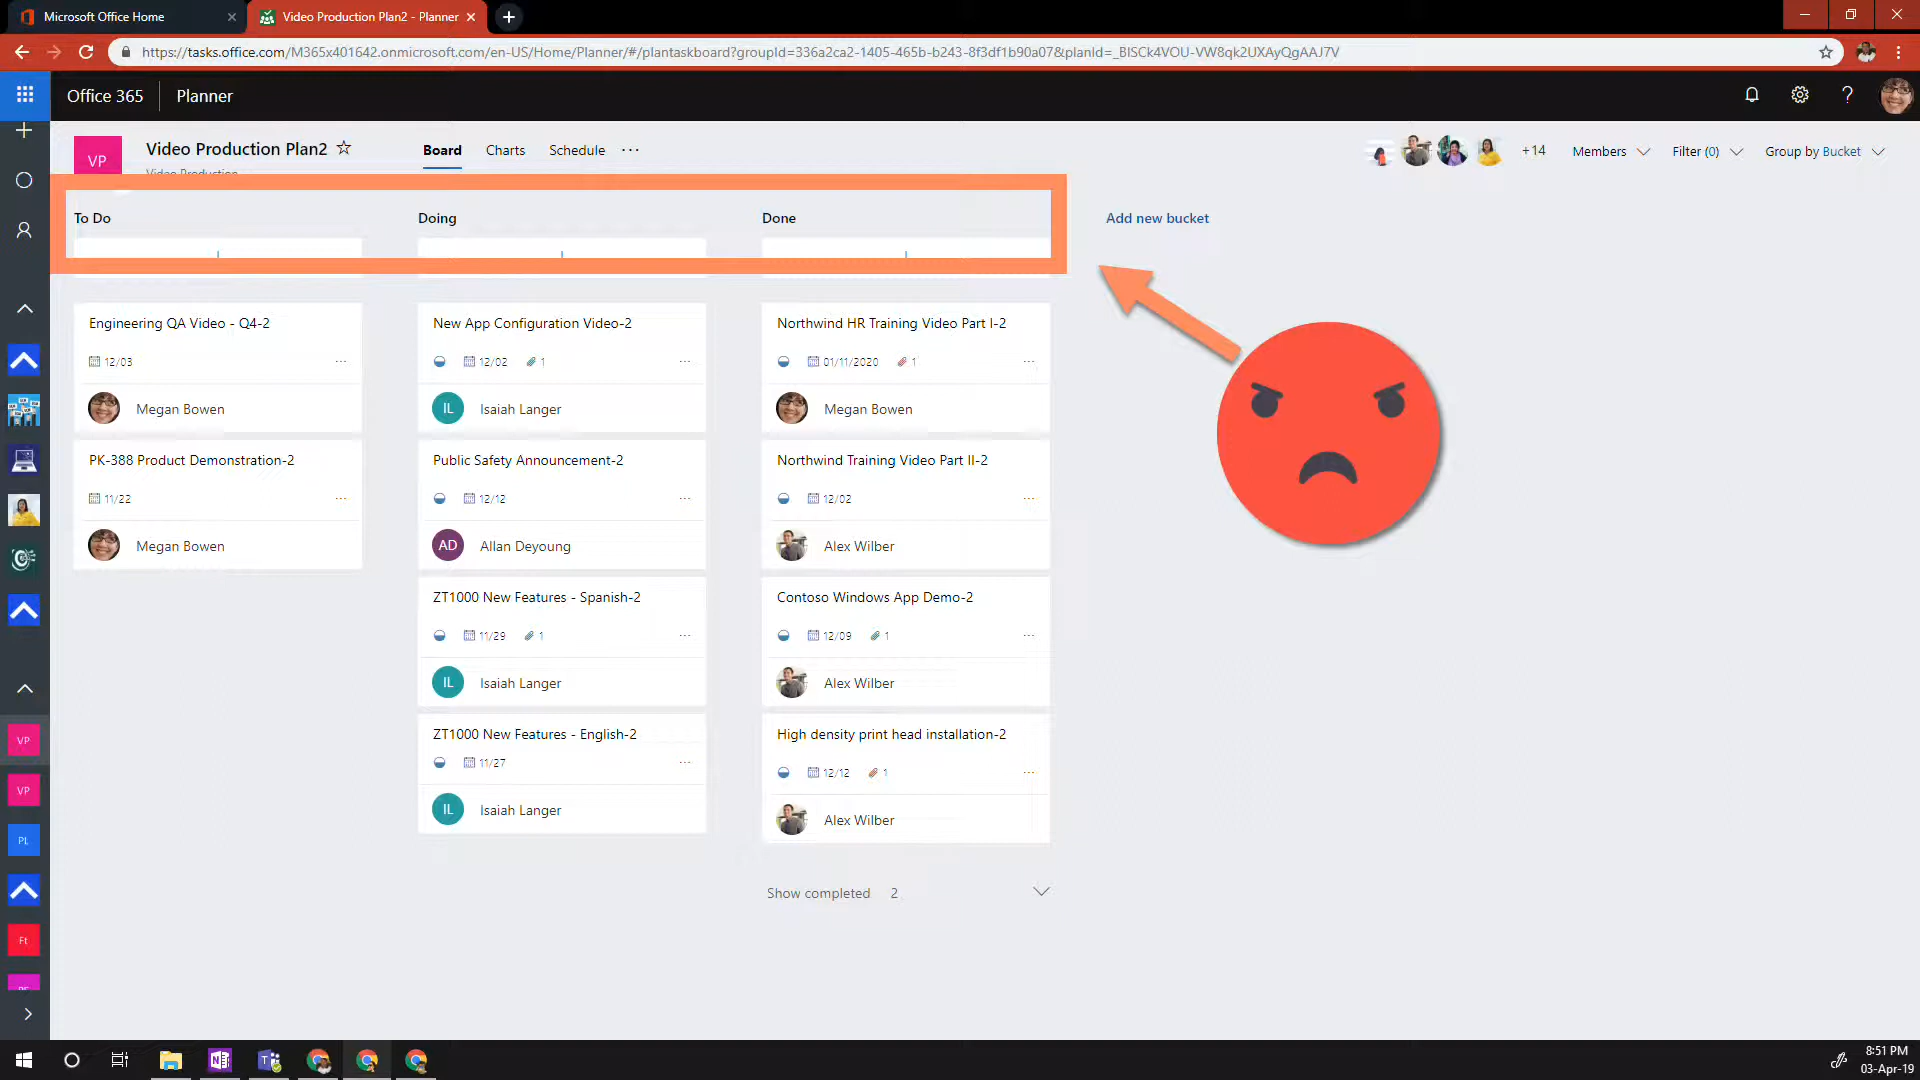 Microsoft Office Home
Video Production Plan2 - Planner
https://tasks.office.com/M365x401642.onmicrosoft.com/en-US/Home/Planner/#/plantaskboard?groupId=336a2ca2-1405-465b-b243-8f3df1b90a07&planId=_BISCk4VOU-VW8qk2UXAyQgAAJ7V
Office 365 Planner
VP
Video Production Plan2
Video Production
Board Charts Schedule
+14 Members Filter (0) Group by Bucket
To Do
Doing
Done
Add new bucket
Engineering QA Video - Q4-2
12/03
Megan Bowen
PK-388 Product Demonstration-2
11/22
Megan Bowen
New App Configuration Video-2
12/02 1
IL Isaiah Langer
Public Safety Announcement-2
12/12
AD Allan Deyoung
ZT1000 New Features - Spanish-2
11/29 1
IL Isaiah Langer
ZT1000 New Features - English-2
11/27
IL Isaiah Langer
Northwind HR Training Video Part I-2
01/11/2020 1
Megan Bowen
Northwind Training Video Part II-2
12/02
Alex Wilber
Contoso Windows App Demo-2
12/09 1
Alex Wilber
High density print head installation-2
12/12 1
Alex Wilber
Show completed 2
VP
VP
PL
Ft
8:51 PM
03-Apr-19